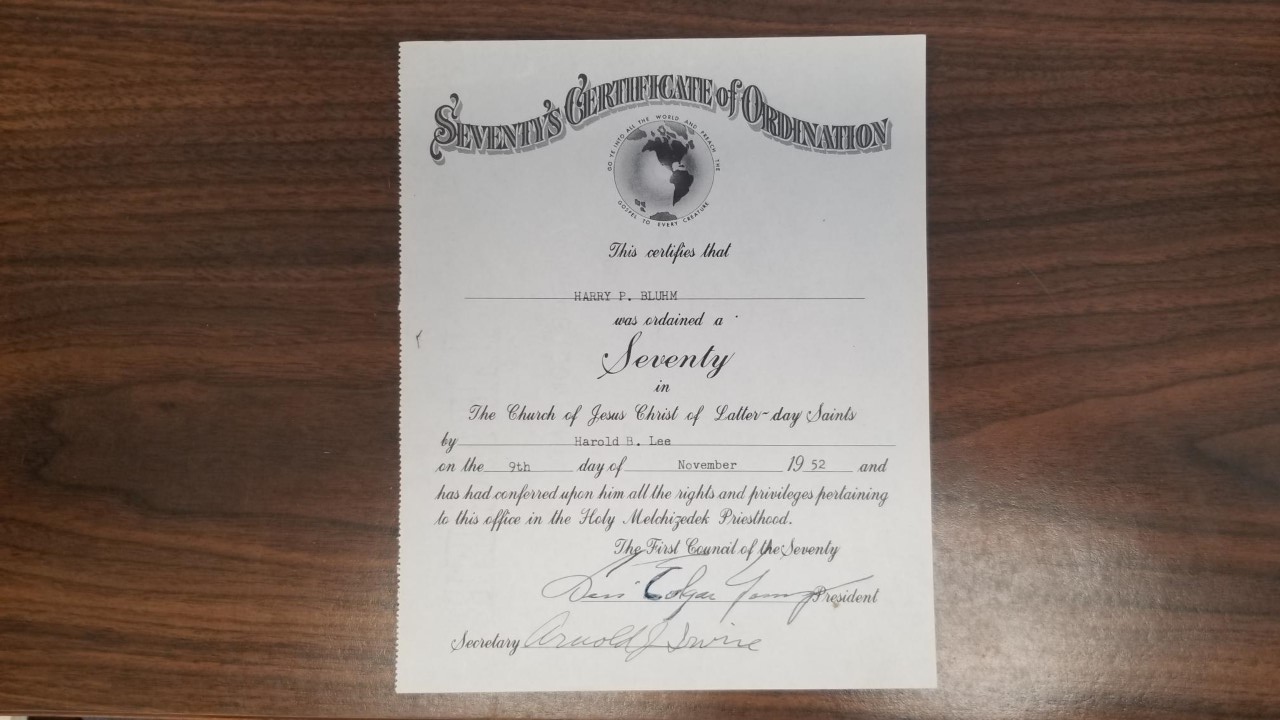 SEVENTY'S CERTIFICATE of ORDINATION
GO YE INTO ALL THE WORLD AND PREACH THE
GOSPEL TO EVERY CREATURE
This certifies that
HARRY P. BLUHM
was ordained a
Seventy
in
The Church of Jesus Christ of Latter-day Saints
by Harold B. Lee
on the 9th day of November 1952 and
has had conferred upon him all the rights and privileges pertaining
to this office in the Holy Melchizedek Priesthood.
The First Council of the Seventy
Levi Edgar Young President
Secretary Arnold J Irvine